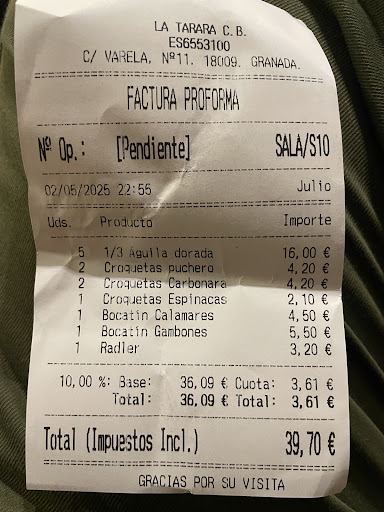 LA TARARA C.B.
ES6553100
C/ VARELA, Nº11. 18009. GRANADA.
FACTURA PROFORMA
Nº Op.: [Pendiente] SALA/S10
02/05/2025 22:55 Julio
Uds. Producto Importe
5 1/3 Aguila dorada 16,00 €
2 Croquetas puchero 4,20 €
2 Croquetas Carbonara 4,20 €
1 Croquetas Espinacas 2,10 €
1 Bocatin Calamares 4,50 €
1 Bocatin Gambones 5,50 €
1 Radler 3,20 €
10,00 %: Base: 36,09 € Cuota: 3,61 €
Total: 36,09 € Total: 3,61 €
Total (Impuestos Incl.) 39,70 €
GRACIAS POR SU VISITA